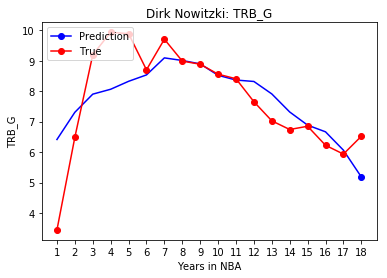 Dirk Nowitzki: TRB_G
Prediction
True
10
9
8
7
6
5
4
TRB_G
1 2 3 4 5 6 7 8 9 10 11 12 13 14 15 16 17 18
Years in NBA